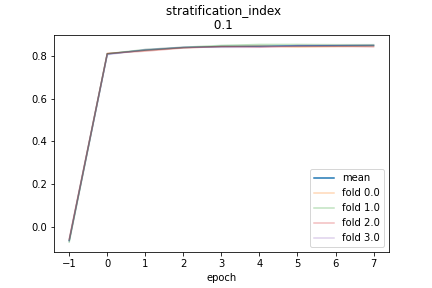 stratification_index
0.1
0.8
0.6
0.4
0.2
0.0
−1
0
1
2
3
4
5
6
7
epoch
mean
fold 0.0
fold 1.0
fold 2.0
fold 3.0